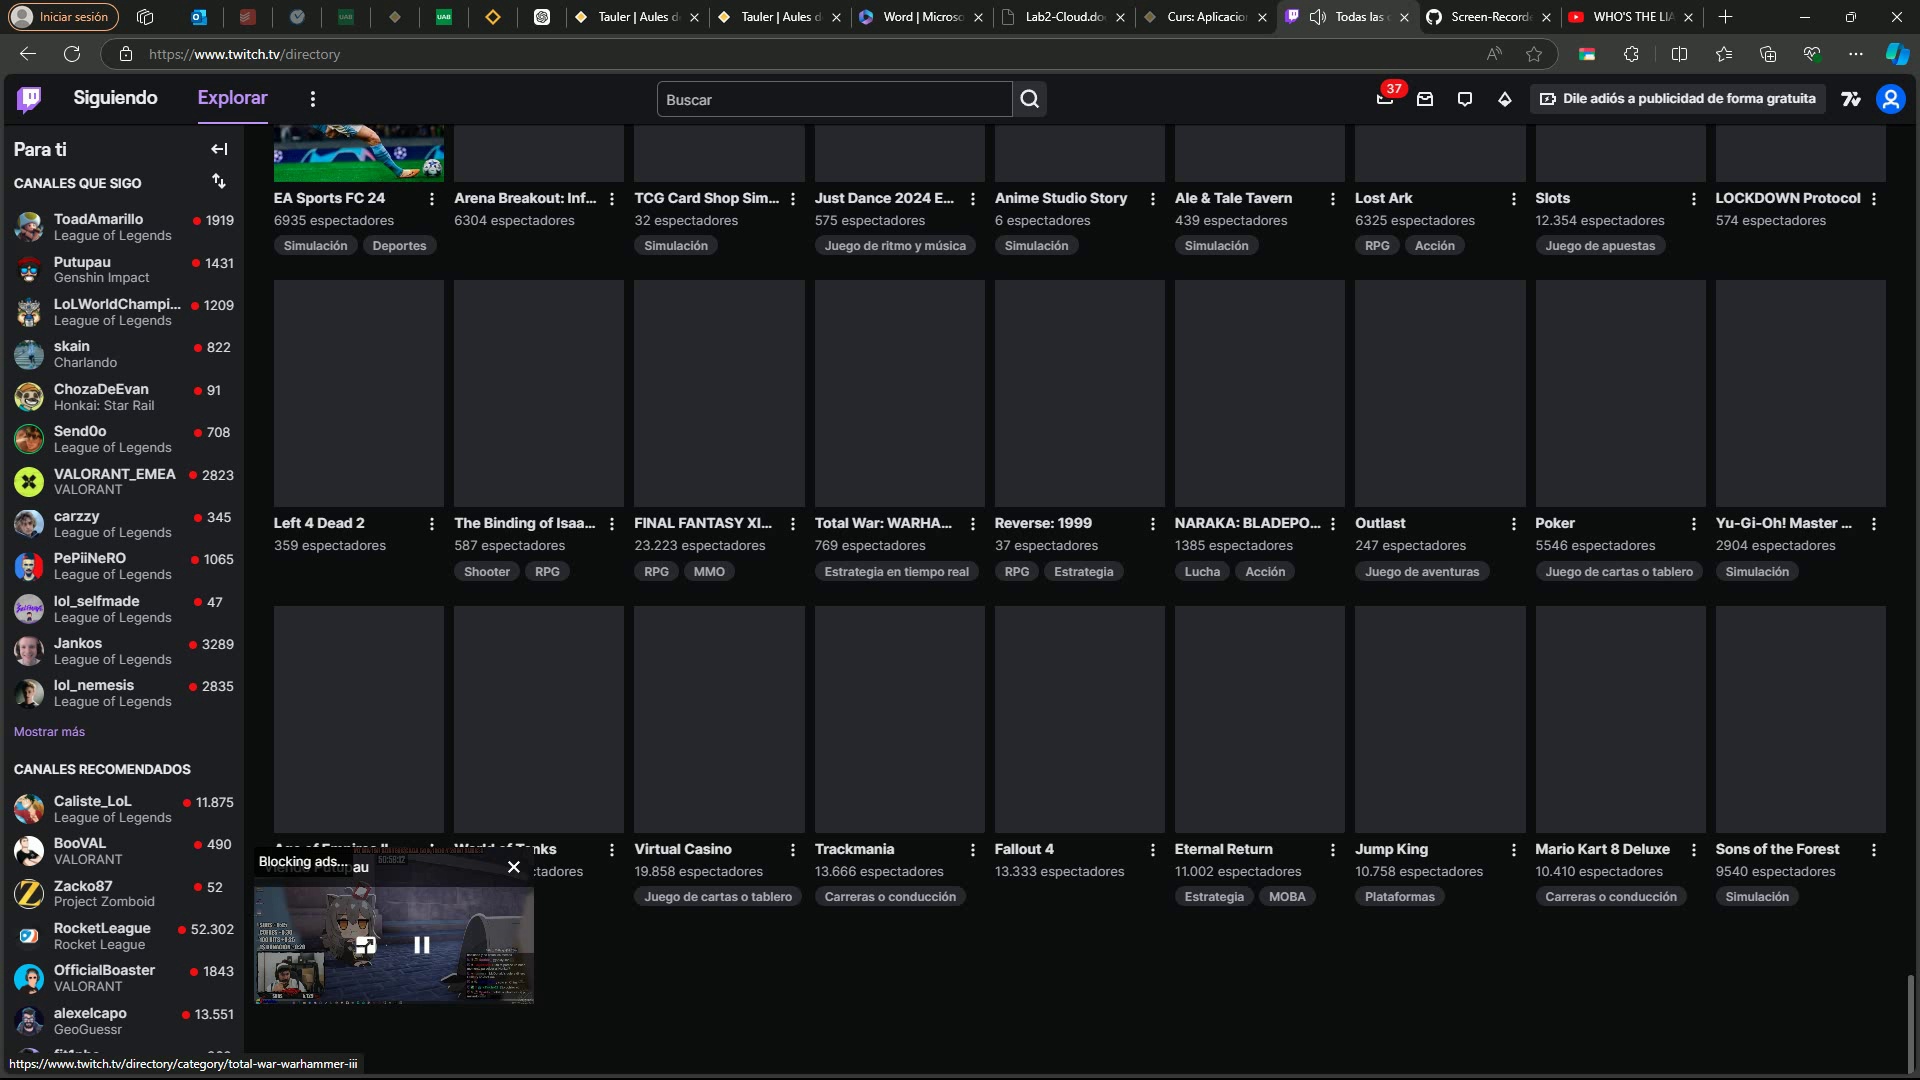 Iniciar sesión
Tauler | Aules d
Tauler | Aules d
Word | Microso
Lab2-Cloud.do
Curs: Aplicacior
Todas las
Screen-Recorde
WHO'S THE LIA
https://www.twitch.tv/directory
Siguiendo
Explorar
Buscar
37
Dile adiós a publicidad de forma gratuita
Para ti
CANALES QUE SIGO
ToadAmarillo
1919
League of Legends
Putupau
1431
Genshin Impact
LoLWorldChampi...
1209
League of Legends
skain
822
Charlando
ChozaDeEvan
91
Honkai: Star Rail
Send0o
708
League of Legends
VALORANT_EMEA
2823
VALORANT
carzzy
345
League of Legends
PePiiNeRO
1065
League of Legends
lol_selfmade
47
League of Legends
Jankos
3289
League of Legends
lol_nemesis
2835
League of Legends
Mostrar más
CANALES RECOMENDADOS
Caliste_LoL
11.875
League of Legends
BooVAL
490
VALORANT
Zacko87
52
Project Zomboid
RocketLeague
52.302
Rocket League
OfficialBoaster
1843
VALORANT
alexelcapo
13.551
GeoGuessr
EA Sports FC 24
6935 espectadores
Simulación Deportes
Arena Breakout: Inf...
6304 espectadores
TCG Card Shop Sim...
32 espectadores
Simulación
Just Dance 2024 E...
575 espectadores
Juego de ritmo y música
Anime Studio Story
6 espectadores
Simulación
Ale & Tale Tavern
439 espectadores
Simulación
Lost Ark
6325 espectadores
RPG Acción
Slots
12.354 espectadores
Juego de apuestas
LOCKDOWN Protocol
574 espectadores
Left 4 Dead 2
359 espectadores
The Binding of Isaa...
587 espectadores
Shooter RPG
FINAL FANTASY XI...
23.223 espectadores
RPG MMO
Total War: WARHA...
769 espectadores
Estrategia en tiempo real
Reverse: 1999
37 espectadores
RPG Estrategia
NARAKA: BLADEPO...
1385 espectadores
Lucha Acción
Outlast
247 espectadores
Juego de aventuras
Poker
5546 espectadores
Juego de cartas o tablero
Yu-Gi-Oh! Master ...
2904 espectadores
Simulación
Age of Empires II
World of Tanks
tadores
Virtual Casino
19.858 espectadores
Juego de cartas o tablero
Trackmania
13.666 espectadores
Carreras o conducción
Fallout 4
13.333 espectadores
Eternal Return
11.002 espectadores
Estrategia MOBA
Jump King
10.758 espectadores
Plataformas
Mario Kart 8 Deluxe
10.410 espectadores
Carreras o conducción
Sons of the Forest
9540 espectadores
Simulación
Blocking ads...
Viendo Putupau
https://www.twitch.tv/directory/category/total-war-warhammer-iii